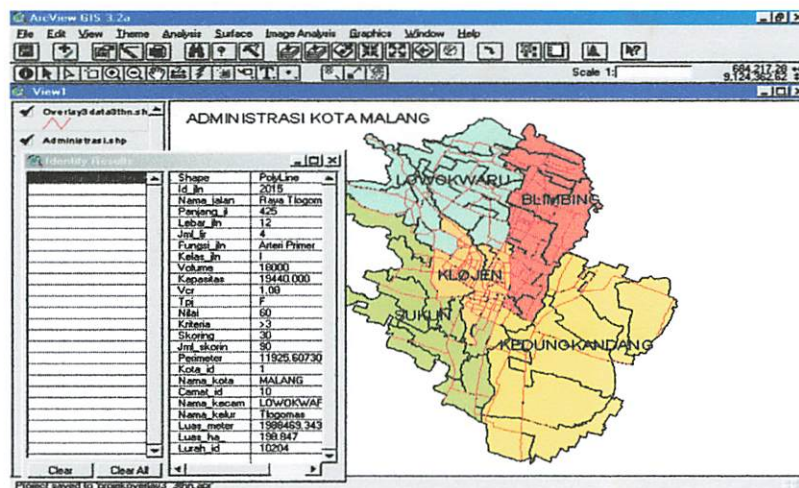 ArcView GIS 3.2a
File Edit View Theme Analysis Surface Image Analysis Graphics Window Help
Scale 1:
684,217.28
9,124,362.62
View1
Overlay3data3thn.sh
Administrasi.shp
ADMINISTRASI KOTA MALANG
LOWOKWARU
BLIMBING
KLOJEN
SUKUN
KEDUNGKANDANG
Identify Results
Shape PolyLine
Id_jln 2015
Nama_jalan Raya Tlogom
Panjang_jl 425
Lebar_jln 12
Jml_ljr 4
Fungsi_jln Arteri Primer
Kelas_jln I
Volume 18000
Kapasitas 19440.000
Vcr 1,08
Tpj F
Nilai 60
Kriteria >3
Skoring 30
Jml_skorin 90
Perimeter 11925.60730
Kota_id 1
Nama_kota MALANG
Camat_id 10
Nama_kecam LOWOKWAF
Nama_kelur Tlogomas
Luas_meter 1988469.343
Luas_ha_ 198.847
Lurah_id 10204
Clear Clear All